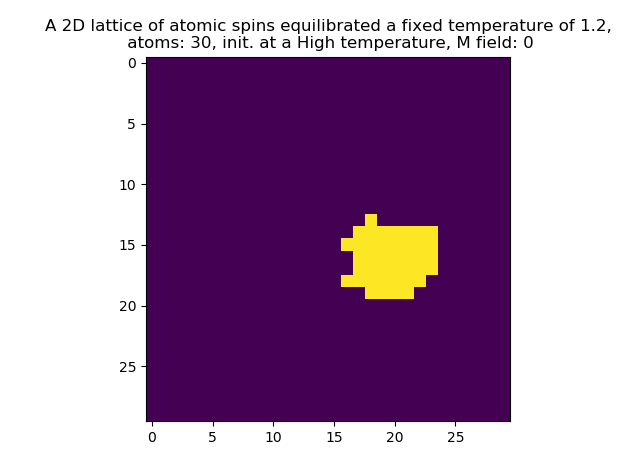 A 2D lattice of atomic spins equilibrated a fixed temperature of 1.2,
atoms: 30, init. at a High temperature, M field: 0
0
5
10
15
20
25
0 5 10 15 20 25